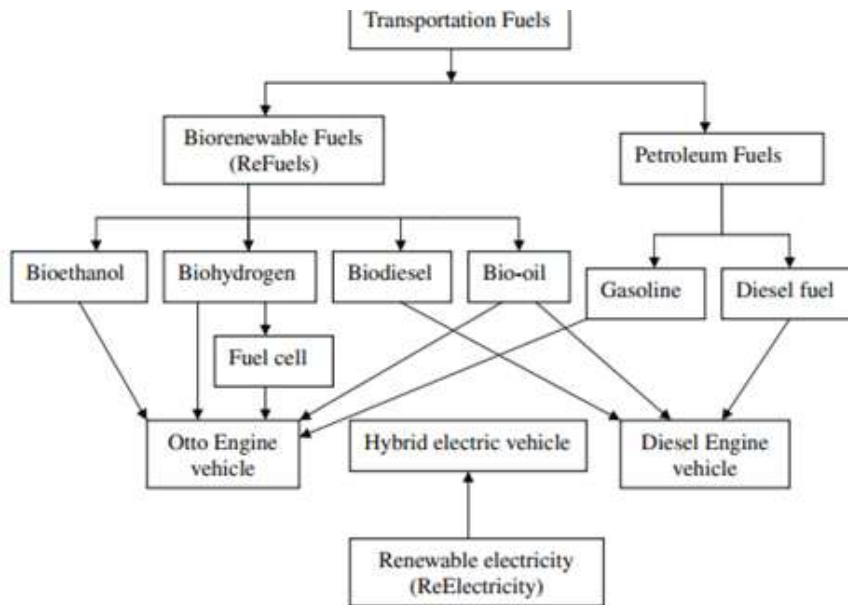 Transportation Fuels
Biorenewable Fuels
(ReFuels)
Petroleum Fuels
Bioethanol
Biohydrogen
Biodiesel
Bio-oil
Gasoline
Diesel fuel
Fuel cell
Otto Engine
vehicle
Hybrid electric vehicle
Diesel Engine
vehicle
Renewable electricity
(ReElectricity)